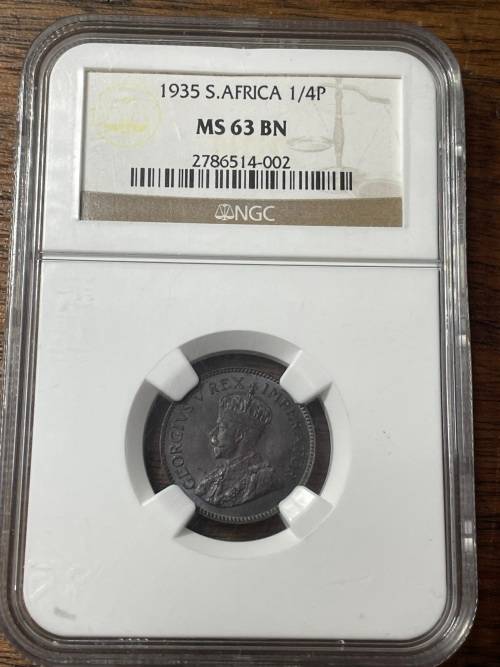 1935 S.AFRICA 1/4P
MS 63 BN
2786514-002
NGC
GEORGIVS V REX IMPERATOR